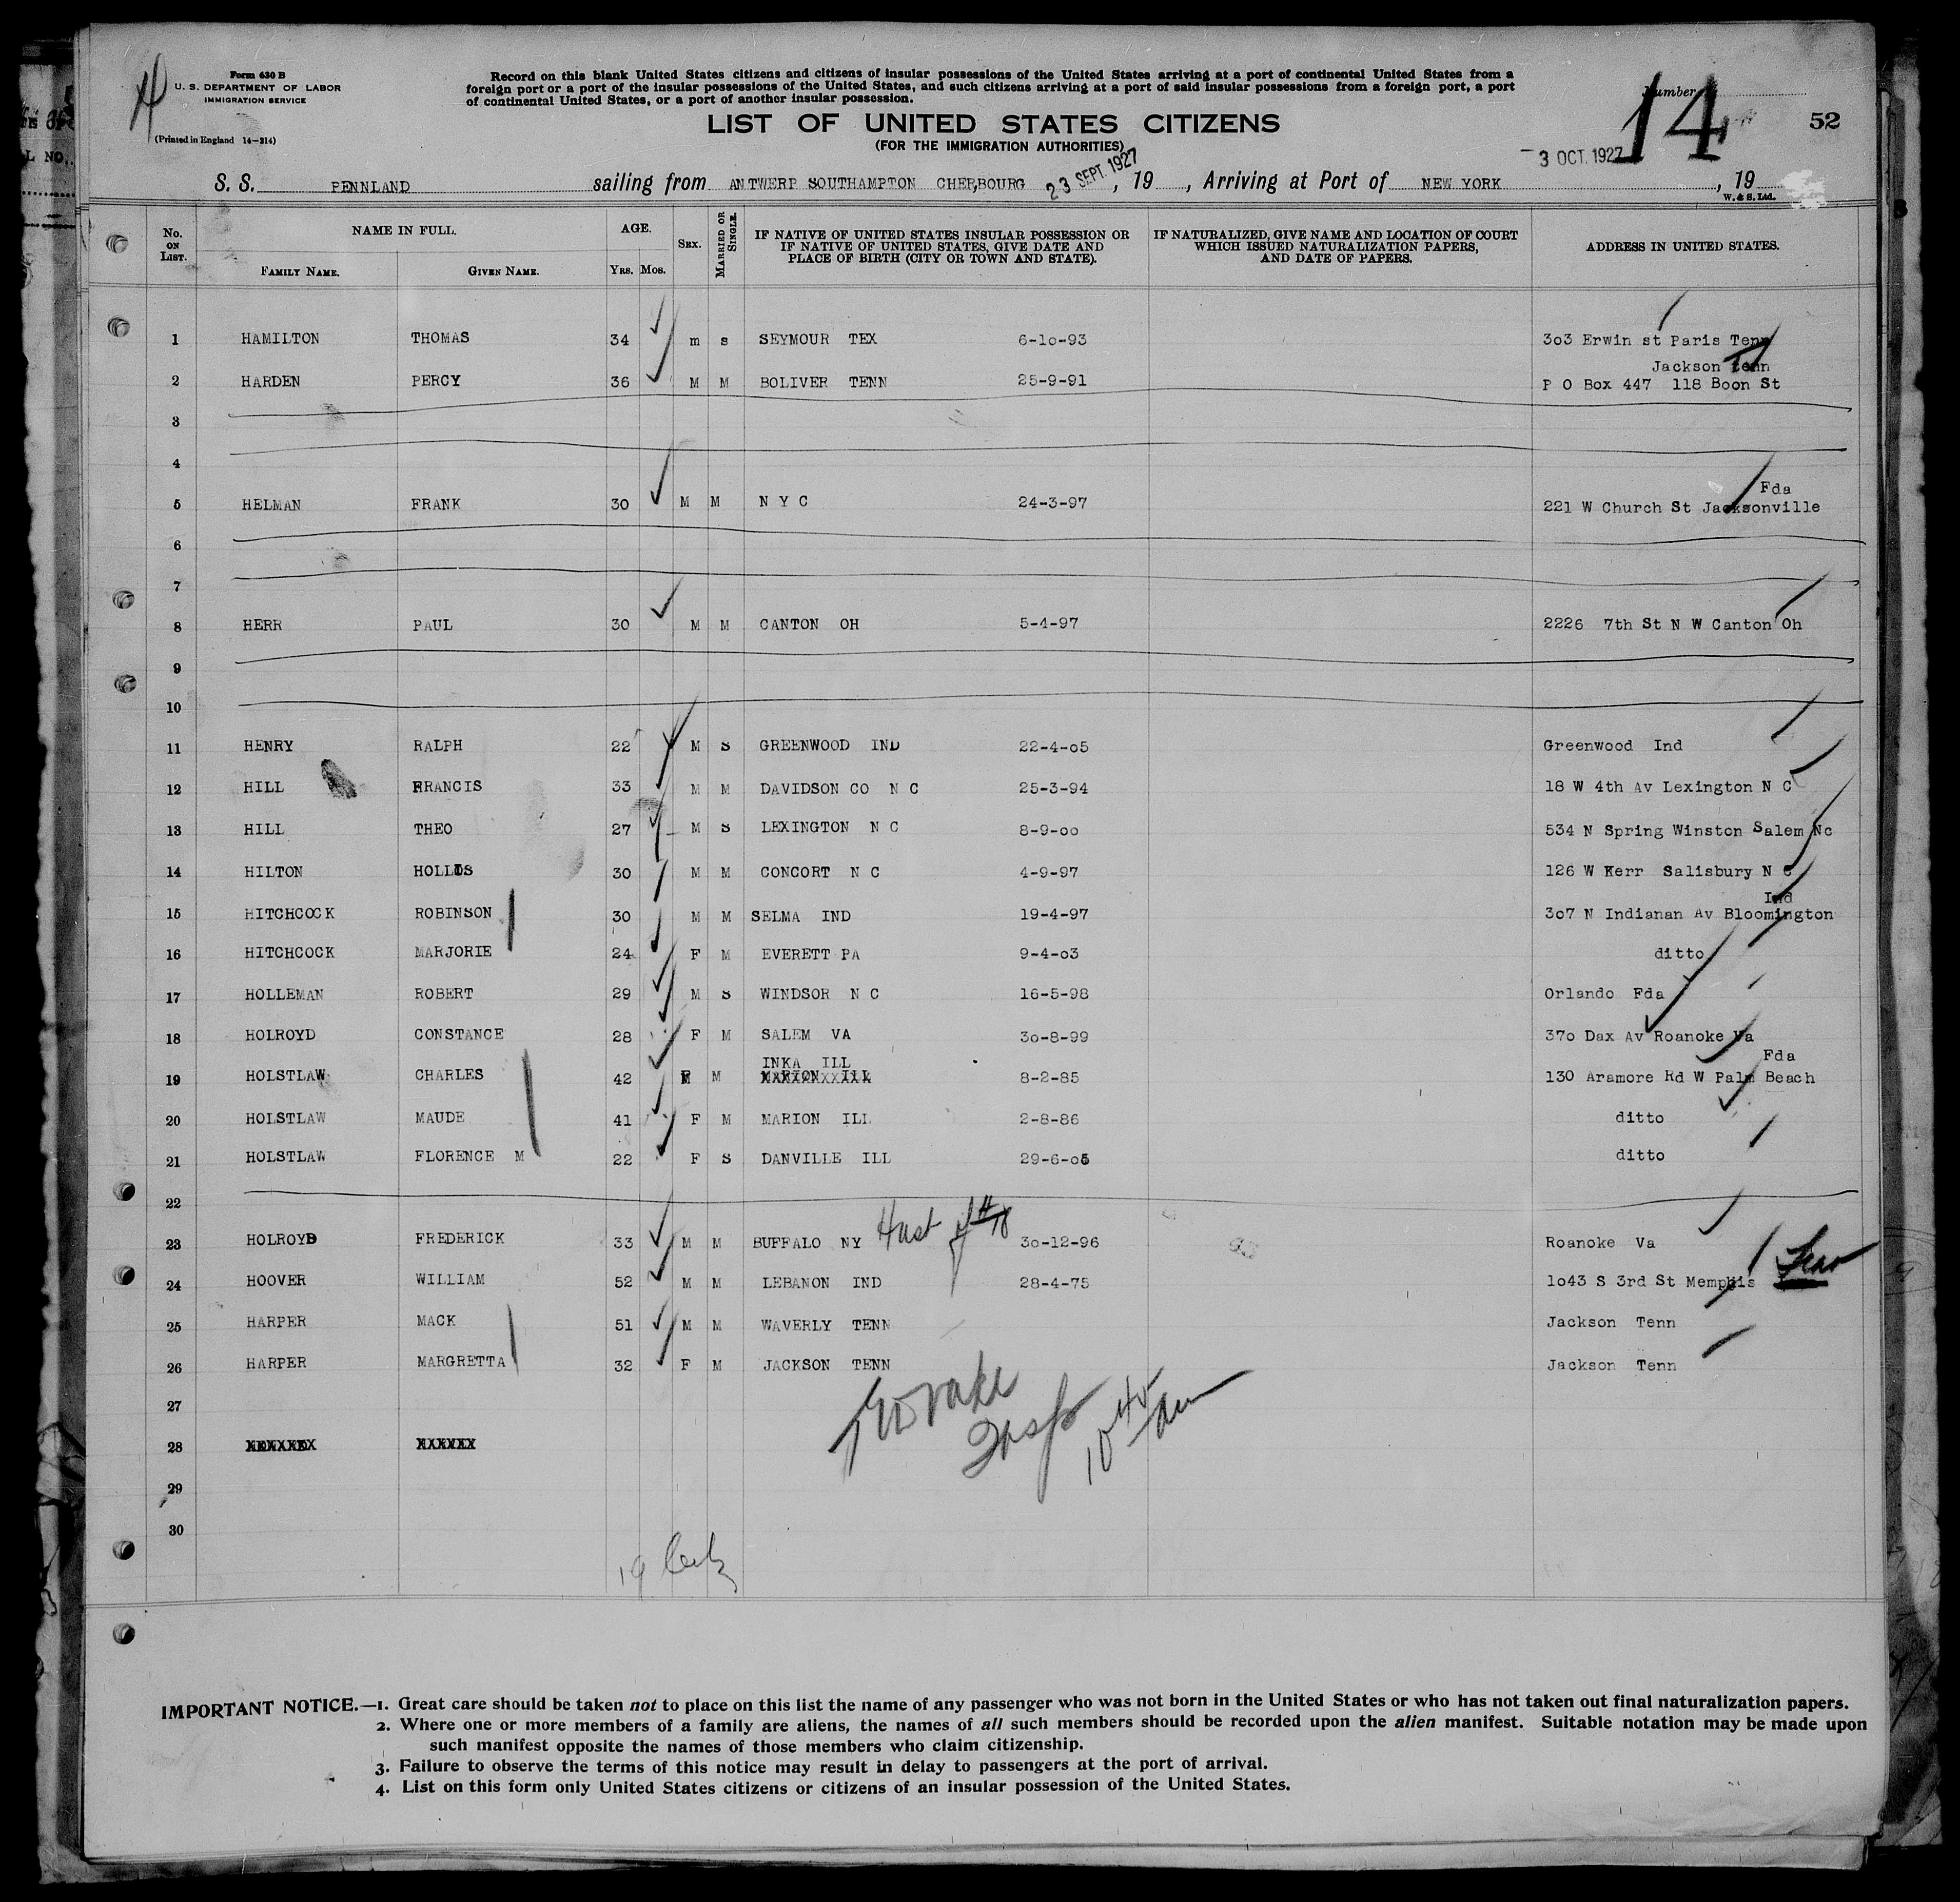 Form 630 B
U. S. DEPARTMENT OF LABOR
IMMIGRATION SERVICE
(Printed in England 14—214)
Record on this blank United States citizens and citizens of insular possessions of the United States arriving at a port of continental United States from a
foreign port or a port of the insular possessions of the United States, and such citizens arriving at a port of said insular possessions from a foreign port, a port
of continental United States, or a port of another insular possession.
LIST OF UNITED STATES CITIZENS
(FOR THE IMMIGRATION AUTHORITIES)
Number
14
52
S. S. PENNLAND sailing from ANTWERP SOUTHAMPTON CHERBOURG 23 SEPT. 1927, 19 , Arriving at Port of NEW YORK 3 OCT. 1927, 19
W. & S. Ltd.
No. ON LIST. NAME IN FULL. FAMILY NAME. GIVEN NAME. AGE. YRS. MOS. SEX. MARRIED OR SINGLE. IF NATIVE OF UNITED STATES INSULAR POSSESSION OR IF NATIVE OF UNITED STATES, GIVE DATE AND PLACE OF BIRTH (CITY OR TOWN AND STATE). IF NATURALIZED, GIVE NAME AND LOCATION OF COURT WHICH ISSUED NATURALIZATION PAPERS, AND DATE OF PAPERS. ADDRESS IN UNITED STATES.
1 HAMILTON THOMAS 34 m s SEYMOUR TEX 6-10-93 303 Erwin st Paris Tenn
Jackson Tenn
2 HARDEN PERCY 36 M M BOLIVER TENN 25-9-91 P O Box 447 118 Boon St
3
4
Fda
5 HELMAN FRANK 30 M M N Y C 24-3-97 221 W Church St Jacksonville
6
7
8 HERR PAUL 30 M M CANTON OH 5-4-97 2226 7th St N W Canton Oh
9
10
11 HENRY RALPH 22 M S GREENWOOD IND 22-4-05 Greenwood Ind
12 HILL FRANCIS 33 M M DAVIDSON CO N C 25-3-94 18 W 4th Av Lexington N C
13 HILL THEO 27 M S LEXINGTON N C 8-9-00 534 N Spring Winston Salem Nc
14 HILTON HOLLIS 30 M M CONCORT N C 4-9-97 126 W Kerr Salisbury N C
Ind
15 HITCHCOCK ROBINSON 30 M M SELMA IND 19-4-97 307 N Indianan Av Bloomington
16 HITCHCOCK MARJORIE 24 F M EVERETT PA 9-4-03 ditto
17 HOLLEMAN ROBERT 29 M S WINDSOR N C 16-5-98 Orlando Fda
18 HOLROYD CONSTANCE 28 F M SALEM VA 30-8-99 370 Dax Av Roanoke Va
INKA ILL Fda
19 HOLSTLAW CHARLES 42 M M MARION ILL 8-2-85 130 Aramore Rd W Palm Beach
20 HOLSTLAW MAUDE 41 F M MARION ILL 2-8-86 ditto
21 HOLSTLAW FLORENCE M 22 F S DANVILLE ILL 29-6-05 ditto
22
23 HOLROYD FREDERICK 33 M M BUFFALO NY 30-12-96 Roanoke Va
24 HOOVER WILLIAM 52 M M LEBANON IND 28-4-75 1043 S 3rd St Memphis
25 HARPER MACK 51 M M WAVERLY TENN Jackson Tenn
26 HARPER MARGRETTA 32 F M JACKSON TENN Jackson Tenn
27
28
29
30
IMPORTANT NOTICE.—1. Great care should be taken not to place on this list the name of any passenger who was not born in the United States or who has not taken out final naturalization papers.
2. Where one or more members of a family are aliens, the names of all such members should be recorded upon the alien manifest. Suitable notation may be made upon
such manifest opposite the names of those members who claim citizenship.
3. Failure to observe the terms of this notice may result in delay to passengers at the port of arrival.
4. List on this form only United States citizens or citizens of an insular possession of the United States.